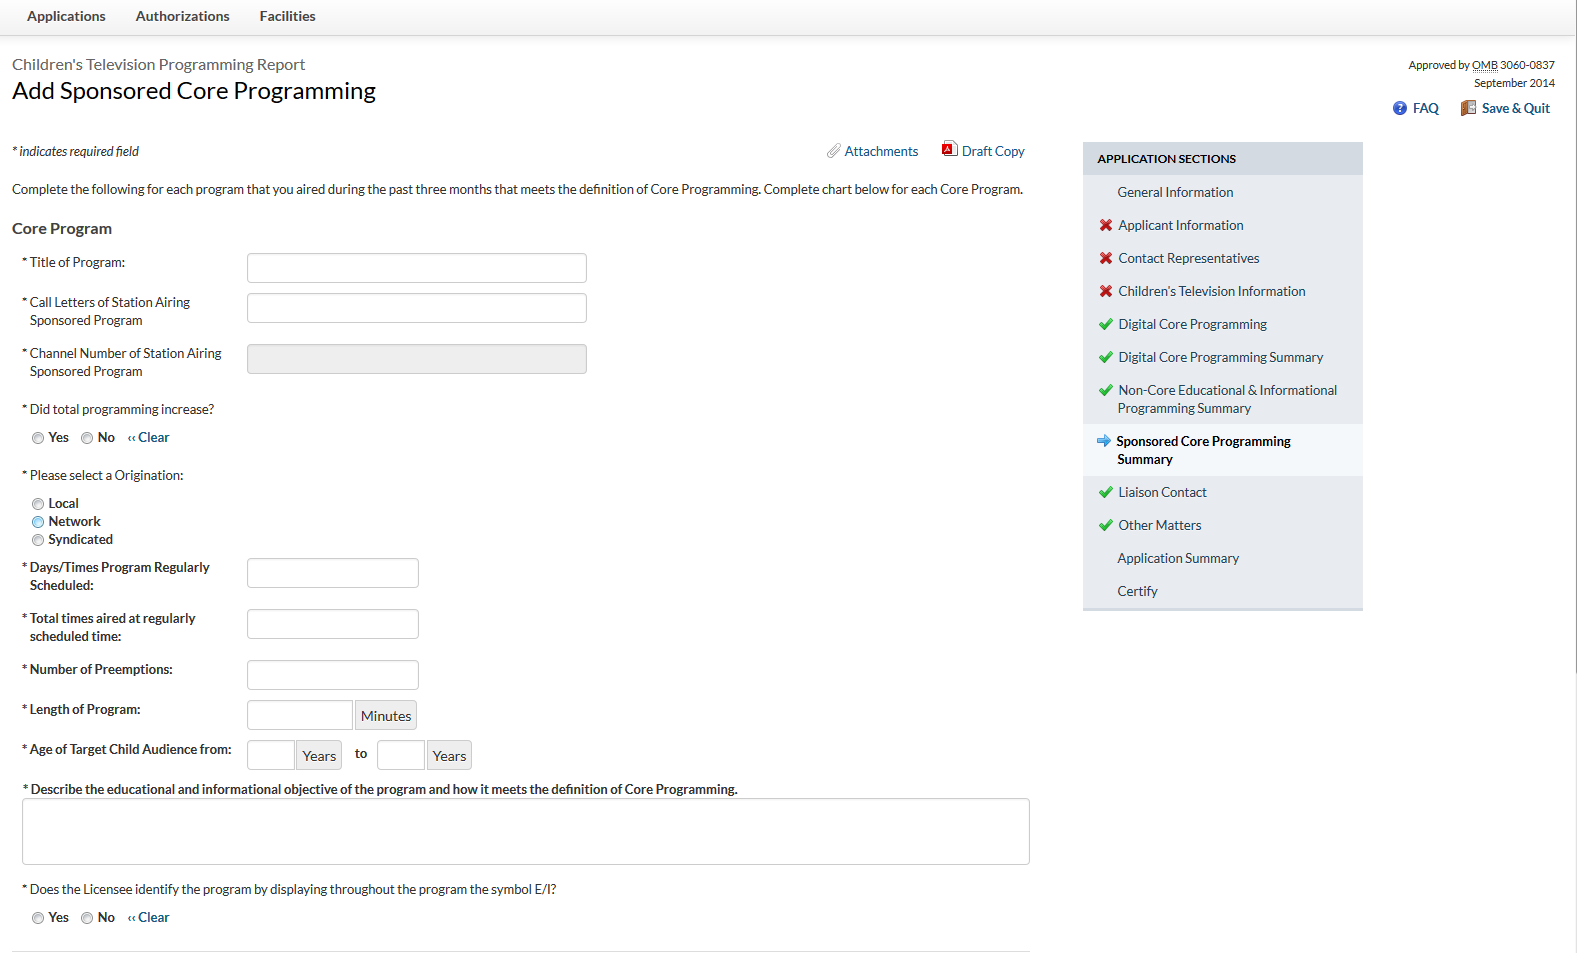 Applications Authorizations Facilities
Children's Television Programming Report
Add Sponsored Core Programming
Approved by OMB 3060-0837
September 2014
FAQ Save & Quit
* indicates required field
Attachments Draft Copy
Complete the following for each program that you aired during the past three months that meets the definition of Core Programming. Complete chart below for each Core Program.
Core Program
* Title of Program:
* Call Letters of Station Airing
Sponsored Program
* Channel Number of Station Airing
Sponsored Program
* Did total programming increase?
Yes No ‹‹ Clear
* Please select a Origination:
Local
Network
Syndicated
* Days/Times Program Regularly
Scheduled:
* Total times aired at regularly
scheduled time:
* Number of Preemptions:
* Length of Program:
Minutes
* Age of Target Child Audience from:
Years to Years
* Describe the educational and informational objective of the program and how it meets the definition of Core Programming.
* Does the Licensee identify the program by displaying throughout the program the symbol E/I?
Yes No ‹‹ Clear
APPLICATION SECTIONS
General Information
Applicant Information
Contact Representatives
Children's Television Information
Digital Core Programming
Digital Core Programming Summary
Non-Core Educational & Informational
Programming Summary
Sponsored Core Programming
Summary
Liaison Contact
Other Matters
Application Summary
Certify